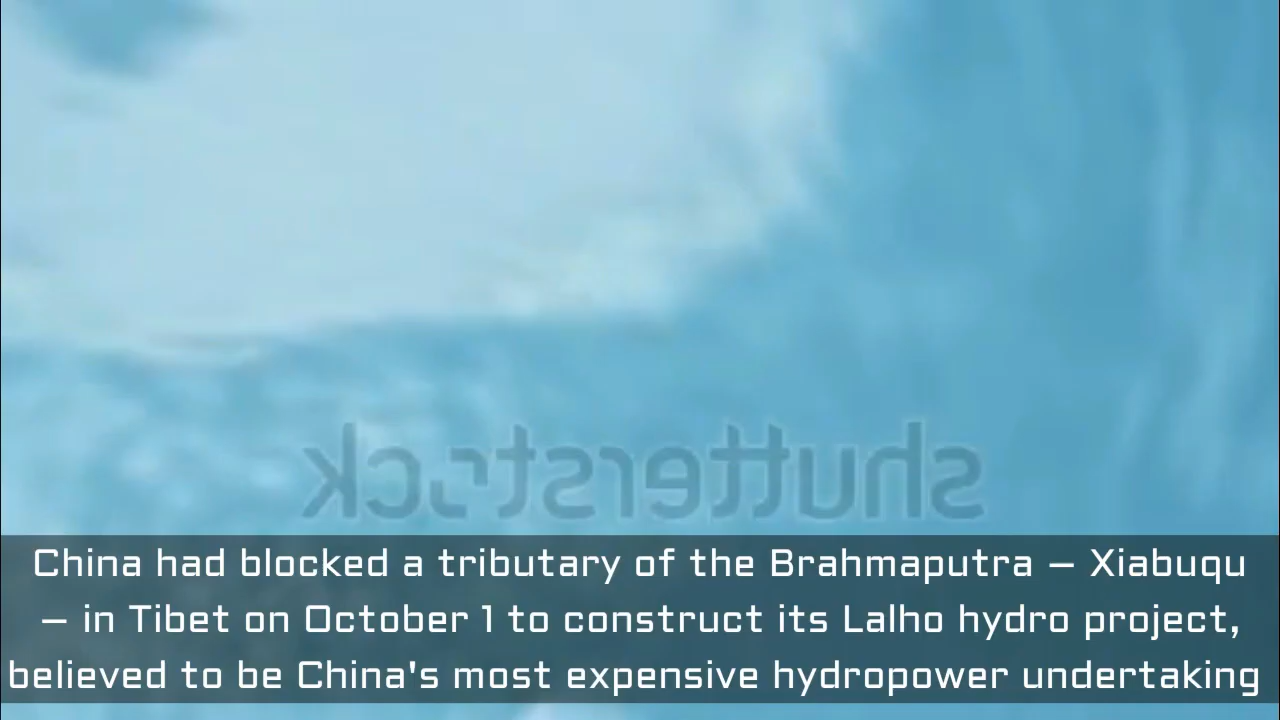 shutterstock
China had blocked a tributary of the Brahmaputra – Xiabuqu
– in Tibet on October 1 to construct its Lalho hydro project,
believed to be China's most expensive hydropower undertaking